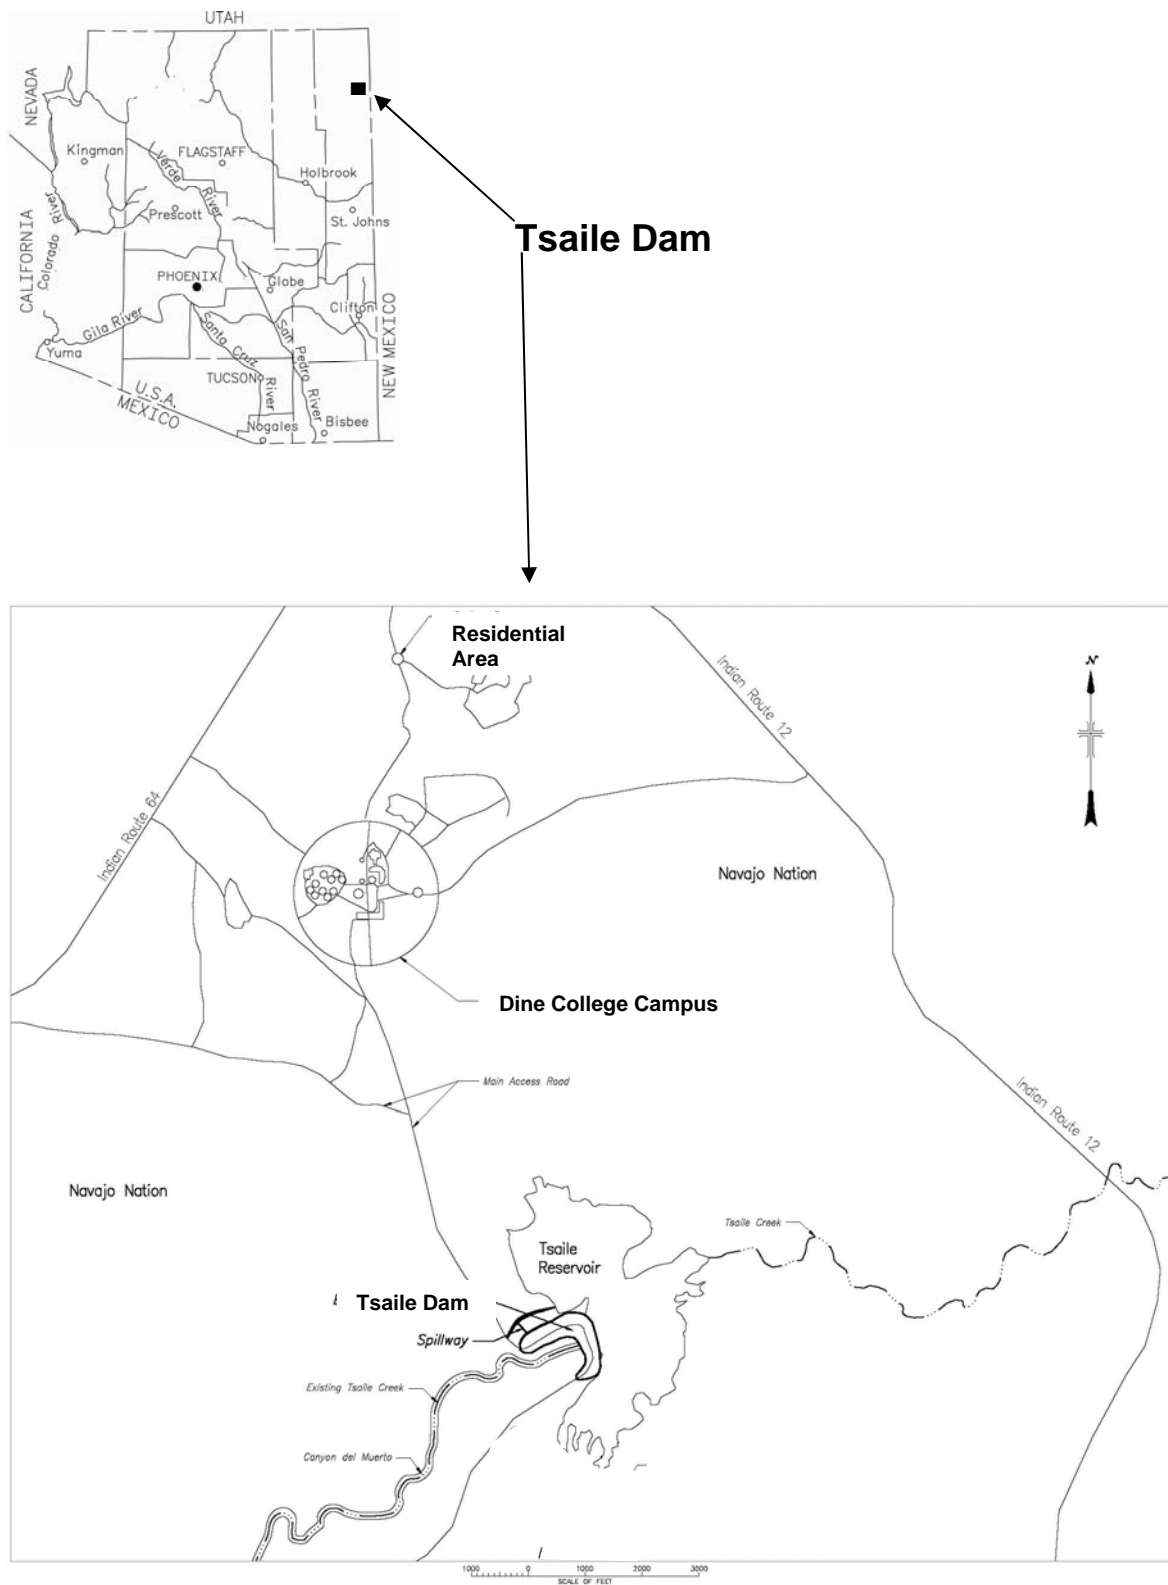 UTAH
NEVADA
Kingman
FLAGSTAFF
Verde
River
Holbrook
Prescott
St. Johns
CALIFORNIA
Colorado River
PHOENIX
Globe
Clifton
Gila River
Santa Cruz
River
San Pedro River
Yuma
TUCSON
NEW MEXICO
U.S.A.
MEXICO
Nogales
Bisbee
Tsaile Dam
Residential
Area
Indian Route 12
N
Indian Route 64
Navajo Nation
Dine College Campus
Main Access Road
Indian Route 12
Navajo Nation
Tsaile Creek
Tsaile
Reservoir
Tsaile Dam
Spillway
Existing Tsaile Creek
Canyon del Muerto
1000 0 1000 2000 3000
SCALE OF FEET